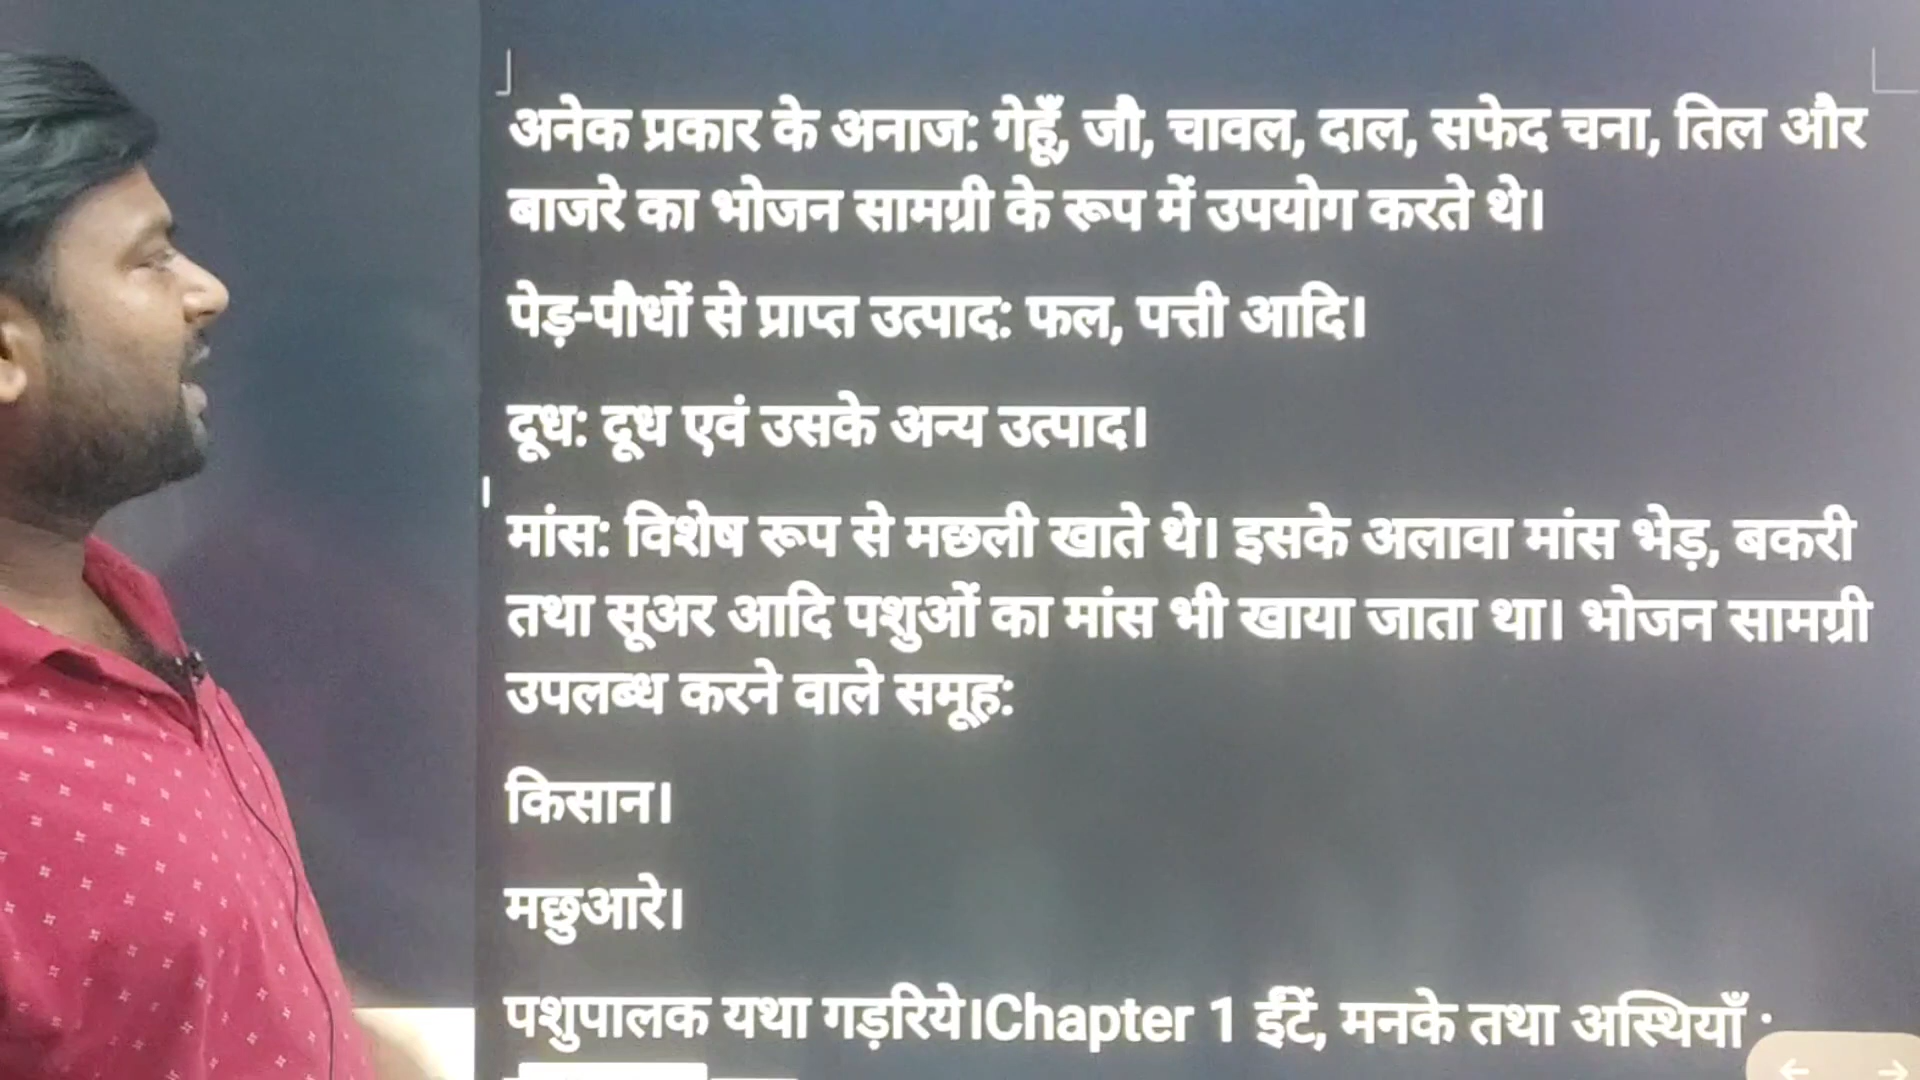 अनेक प्रकार के अनाज: गेहूँ, जौ, चावल, दाल, सफेद चना, तिल और
बाजरे का भोजन सामग्री के रूप में उपयोग करते थे।
पेड़-पौधों से प्राप्त उत्पाद: फल, पत्ती आदि।
दूध: दूध एवं उसके अन्य उत्पाद।
मांस: विशेष रूप से मछली खाते थे। इसके अलावा मांस भेड़, बकरी
तथा सूअर आदि पशुओं का मांस भी खाया जाता था। भोजन सामग्री
उपलब्ध करने वाले समूह:
किसान।
मछुआरे।
पशुपालक यथा गड़रिये।Chapter 1 ईंटें, मनके तथा अस्थियाँ :